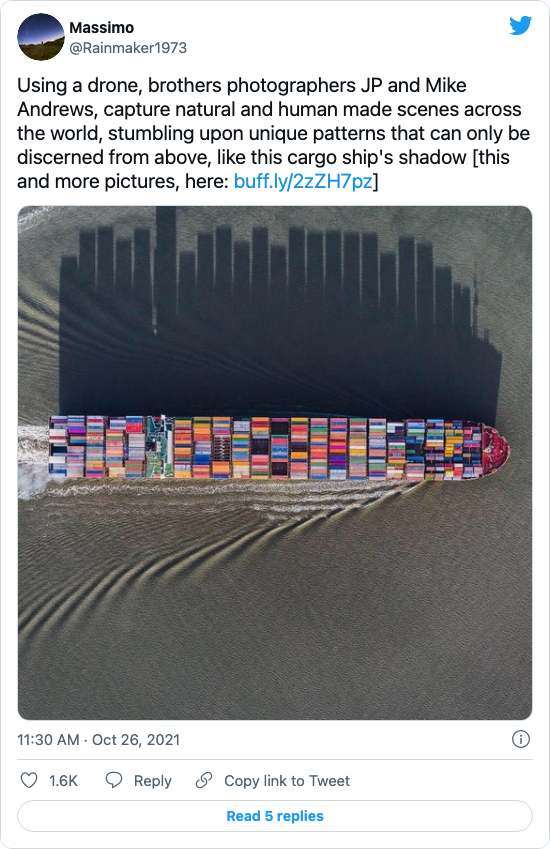 Massimo
@Rainmaker1973
Using a drone, brothers photographers JP and Mike
Andrews, capture natural and human made scenes across
the world, stumbling upon unique patterns that can only be
discerned from above, like this cargo ship's shadow [this
and more pictures, here: buff.ly/2zZH7pz]
11:30 AM · Oct 26, 2021
1.6K Reply Copy link to Tweet
Read 5 replies